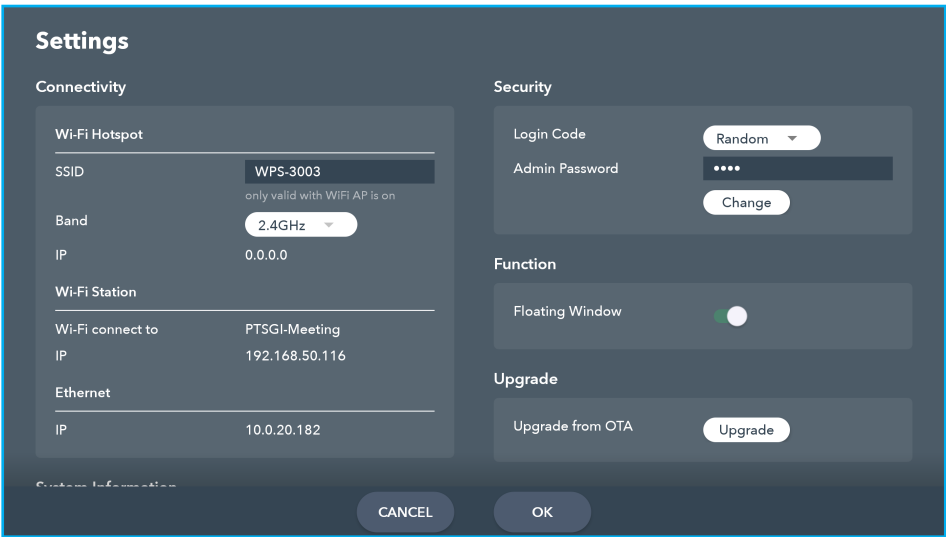 Settings
Connectivity
Wi-Fi Hotspot
SSID WPS-3003
only valid with WiFi AP is on
Band 2.4GHz
IP 0.0.0.0
Wi-Fi Station
Wi-Fi connect to PTSGI-Meeting
IP 192.168.50.116
Ethernet
IP 10.0.20.182
System Information
Security
Login Code Random
Admin Password ••••
Change
Function
Floating Window
Upgrade
Upgrade from OTA Upgrade
CANCEL OK